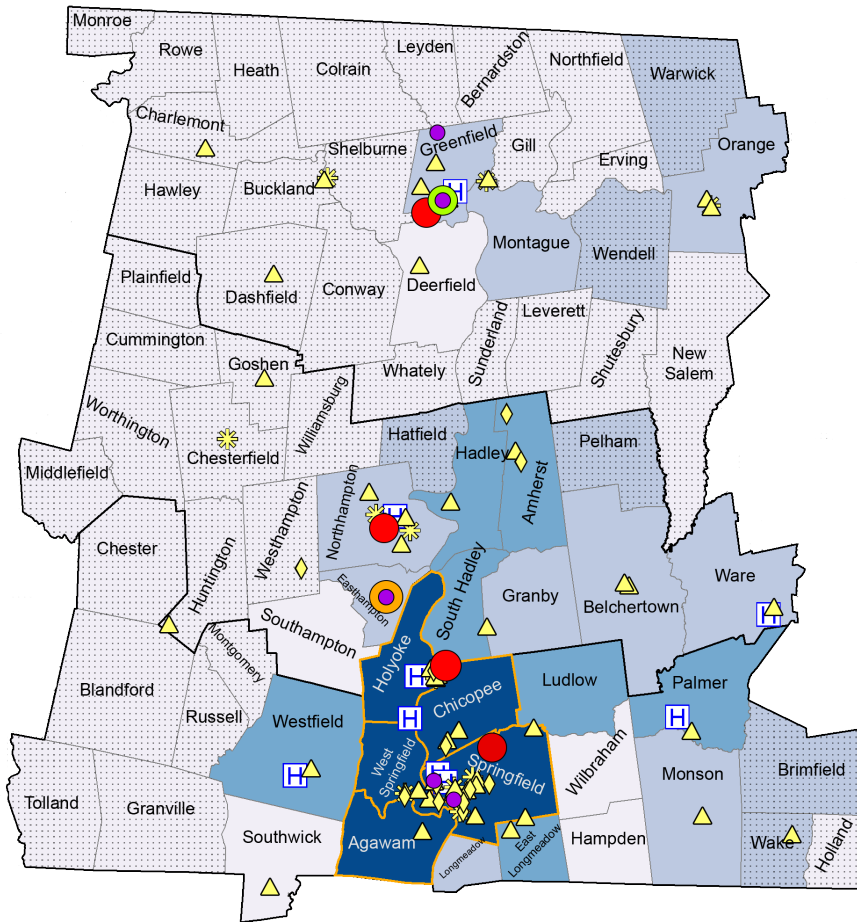 Monroe
Rowe
Heath
Colrain
Leyden
Bernardston
Northfield
Warwick
Charlemont
Shelburne
Greenfield
Gill
Erving
Orange
Hawley
Buckland
H
Montague
Wendell
Plainfield
Dashfield
Conway
Deerfield
Leverett
Sunderland
Shutesbury
New
Salem
Cummington
Goshen
Whately
Worthington
Chesterfield
Williamsburg
Hatfield
Hadley
Pelham
Amherst
Middlefield
Northhampton
H
Westhampton
Chester
Huntington
Easthampton
South Hadley
Granby
Belchertown
Ware
H
Southampton
Montgomery
Blandford
Russell
Holyoke
H
Chicopee
Ludlow
Palmer
H
Westfield
H
H
West
Springfield
H
H
Springfield
Wilbraham
Monson
Brimfield
Tolland
Granville
Southwick
Agawam
Longmeadow
East
Longmeadow
Hampden
Wake
Holland